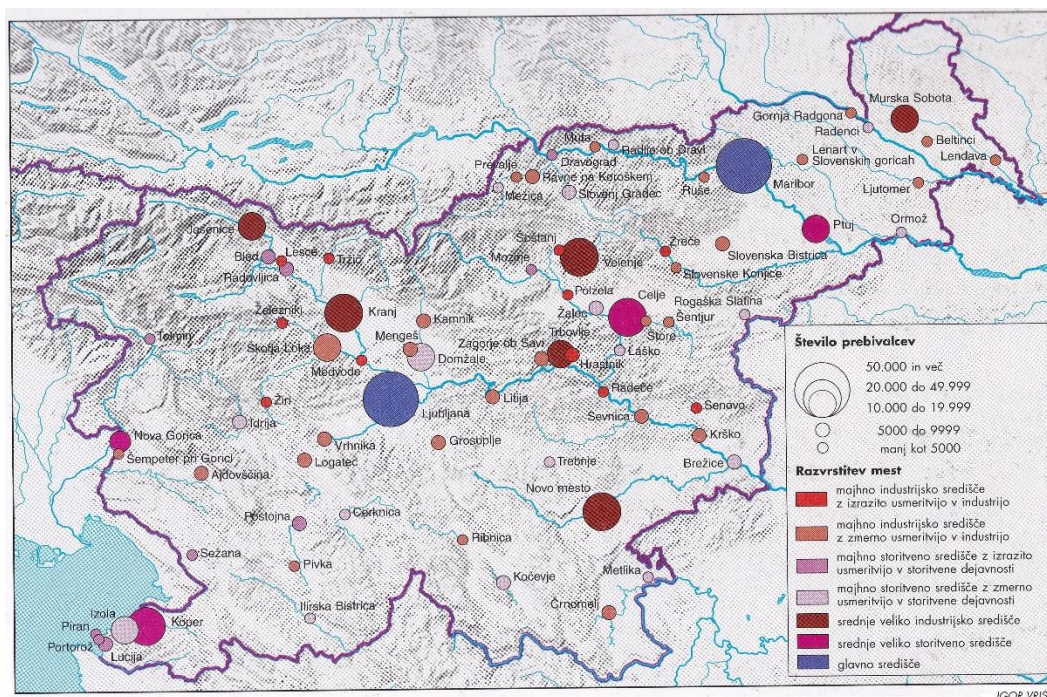 Murska Sobota
Gornja Radgona
Radenci
Beltinci
Lendava
Lenart v
Slovenskih goricah
Ljutomer
Ormož
Muta
Radlje ob Dravi
Dravograd
Prevalje
Ravne na Koroškem
Mežica
Slovenj Gradec
Ruše
Maribor
Ptuj
Jesenice
Lesce
Bled
Tržič
Radovljica
Šoštanj
Velenje
Mozirje
Zreče
Slovenska Bistrica
Slovenske Konjice
Polzela
Celje
Rogaška Slatina
Žalec
Šentjur
Štore
Železniki
Kranj
Kamnik
Mengeš
Trbovlje
Tolmin
Škofja Loka
Zagorje ob Savi
Domžale
Laško
Hrastnik
Medvode
Radeče
Žiri
Ljubljana
Litija
Sevnica
Senovo
Idrija
Krško
Nova Gorica
Vrhnika
Grosuplje
Šempeter pri Gorici
Logatec
Ajdovščina
Trebnje
Brežice
Novo mesto
Postojna
Cerknica
Ribnica
Sežana
Pivka
Kočevje
Metlika
Črnomelj
Ilirska Bistrica
Izola
Koper
Piran
Portorož
Lucija
Število prebivalcev
50.000 in več
20.000 do 49.999
10.000 do 19.999
5000 do 9999
manj kot 5000
Razvrstitev mest
majhno industrijsko središče
z izrazito usmeritvijo v industrijo
majhno industrijsko središče
z zmerno usmeritvijo v industrijo
majhno storitveno središče z izrazito
usmeritvijo v storitvene dejavnosti
majhno storitveno središče z zmerno
usmeritvijo v storitvene dejavnosti
srednje veliko industrijsko središče
srednje veliko storitveno središče
glavno središče